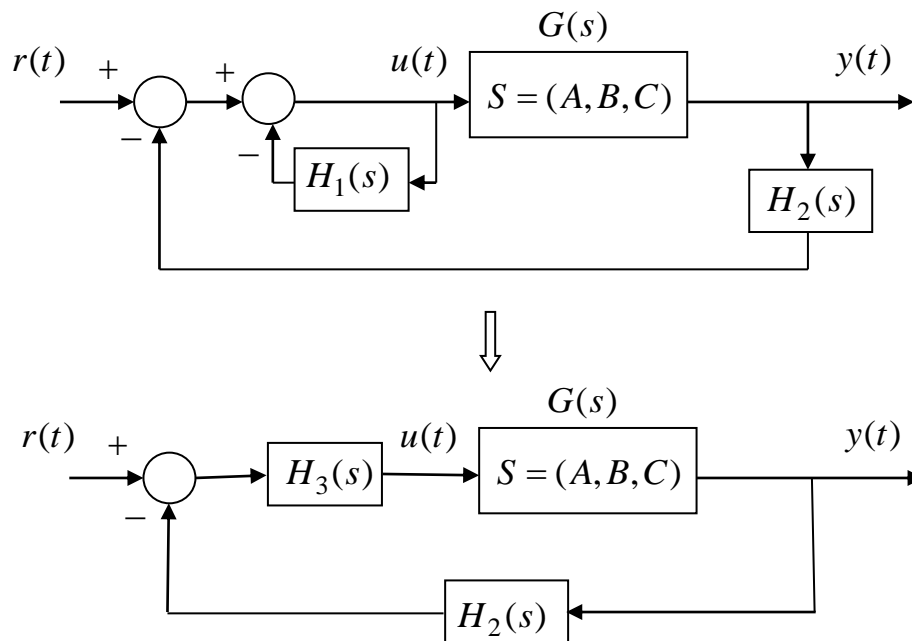 G(s)
r(t) + + u(t) S = (A, B, C) y(t)
− − H₁(s)
H₂(s)
G(s)
r(t) + H₃(s) u(t) S = (A, B, C) y(t)
−
H₂(s)